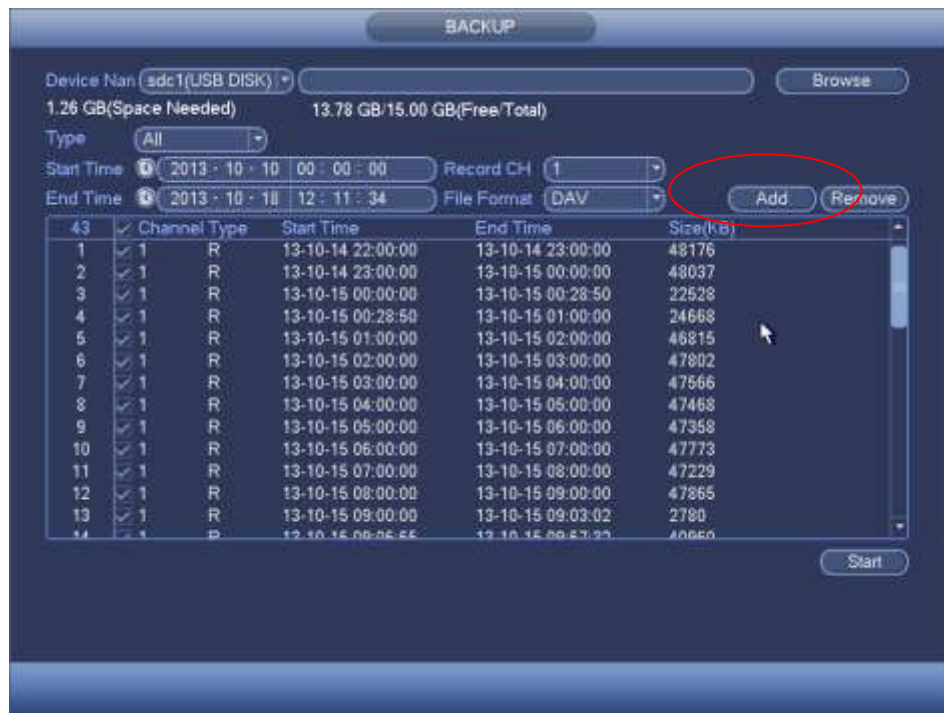 BACKUP
Device Nan sdc1(USB DISK) Browse
1.26 GB(Space Needed) 13.78 GB/15.00 GB(Free/Total)
Type All
Start Time 2013 - 10 - 10 00 : 00 : 00 Record CH 1
End Time 2013 - 10 - 18 12 : 11 : 34 File Format DAV Add Remove
43 Channel Type Start Time End Time Size(KB)
1 1 R 13-10-14 22:00:00 13-10-14 23:00:00 48176
2 1 R 13-10-14 23:00:00 13-10-15 00:00:00 48037
3 1 R 13-10-15 00:00:00 13-10-15 00:28:50 22528
4 1 R 13-10-15 00:28:50 13-10-15 01:00:00 24668
5 1 R 13-10-15 01:00:00 13-10-15 02:00:00 46815
6 1 R 13-10-15 02:00:00 13-10-15 03:00:00 47802
7 1 R 13-10-15 03:00:00 13-10-15 04:00:00 47566
8 1 R 13-10-15 04:00:00 13-10-15 05:00:00 47468
9 1 R 13-10-15 05:00:00 13-10-15 06:00:00 47358
10 1 R 13-10-15 06:00:00 13-10-15 07:00:00 47773
11 1 R 13-10-15 07:00:00 13-10-15 08:00:00 47229
12 1 R 13-10-15 08:00:00 13-10-15 09:00:00 47865
13 1 R 13-10-15 09:00:00 13-10-15 09:03:02 2780
Start